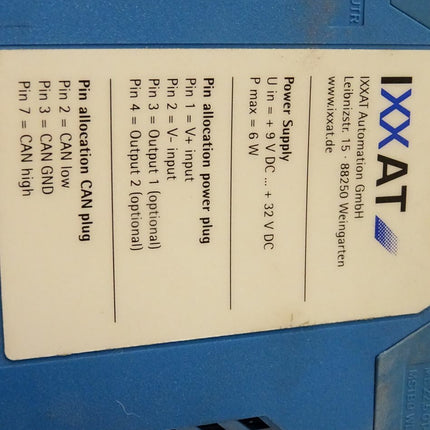 IXXAT
IXXAT Automation GmbH
Leibnizstr. 15 · 88250 Weingarten
www.ixxat.de
Power Supply
U in = + 9 V DC ... + 32 V DC
P max = 6 W
Pin allocation power plug
Pin 1 = V+ input
Pin 2 = V- input
Pin 3 = Output 1 (optional)
Pin 4 = Output 2 (optional)
Pin allocation CAN plug
Pin 2 = CAN low
Pin 3 = CAN GND
Pin 7 = CAN high